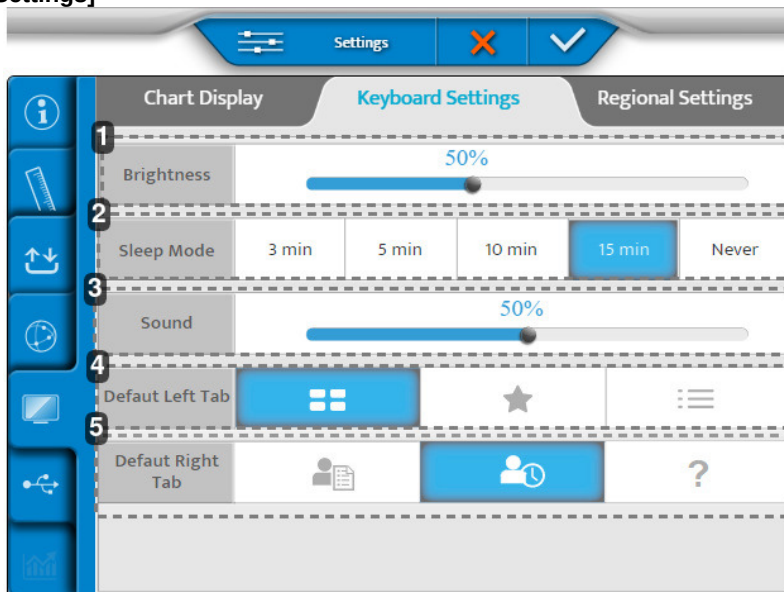 Settings]
Settings
Chart Display Keyboard Settings Regional Settings
1
50%
Brightness
2
Sleep Mode 3 min 5 min 10 min 15 min Never
3
50%
Sound
4
Defaut Left Tab
5
Defaut Right
Tab
?